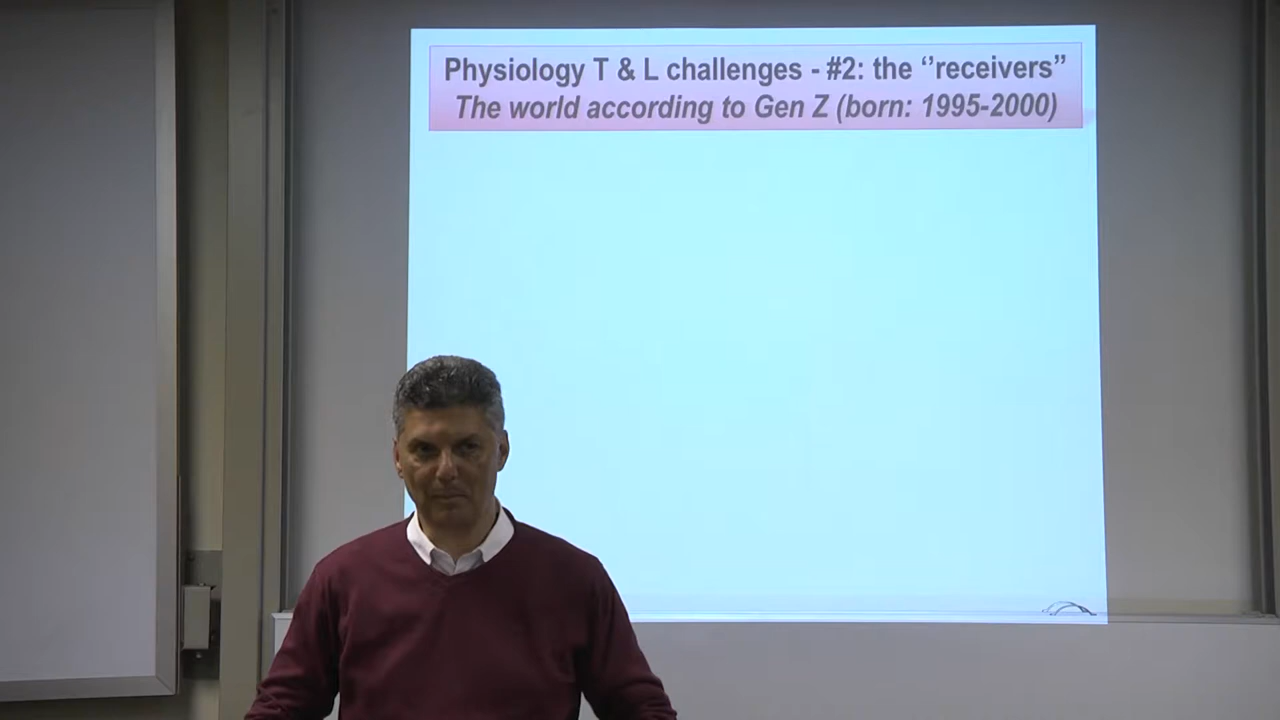 Physiology T & L challenges - #2: the ‘’receivers”
The world according to Gen Z (born: 1995-2000)